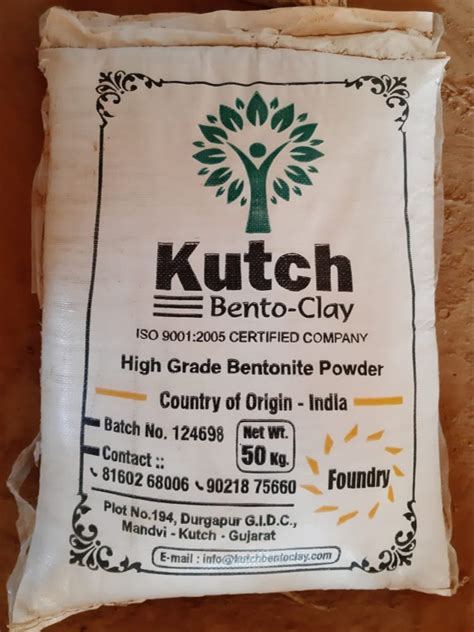 Kutch
Bento-Clay
ISO 9001:2005 CERTIFIED COMPANY
High Grade Bentonite Powder
Country of Origin - India
Batch No. 124698
Net Wt.
50 Kg.
Contact ::
81602 68006 90218 75660
Foundry
Plot No.194, Durgapur G.I.D.C.,
Mandvi - Kutch - Gujarat
E-mail : info@kutchbentoclay.com